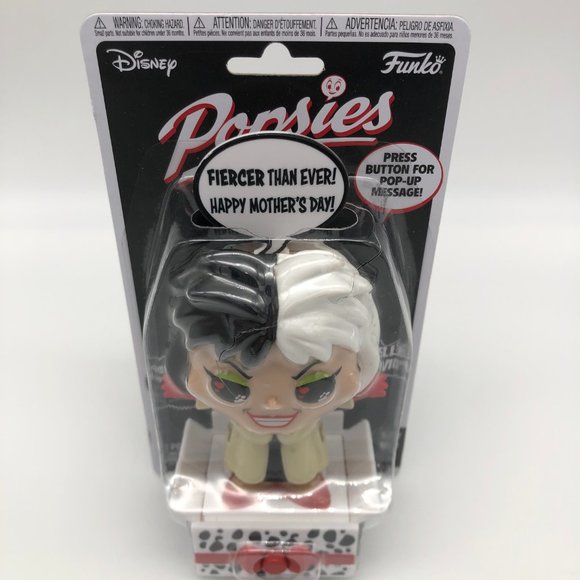 WARNING: CHOKING HAZARD.
Small parts. Not suitable for children under 36 months.
ATTENTION: DANGER D'ÉTOUFFEMENT.
Petites pièces. Ne convient pas aux enfants de moins de 36 mois.
ADVERTENCIA: PELIGRO DE ASFIXIA.
Partes pequeñas. No es adecuado para niños menores de 36 meses.
Disney
Funko
Popsies
FIERCER THAN EVER!
HAPPY MOTHER'S DAY!
PRESS
BUTTON FOR
POP-UP
MESSAGE!